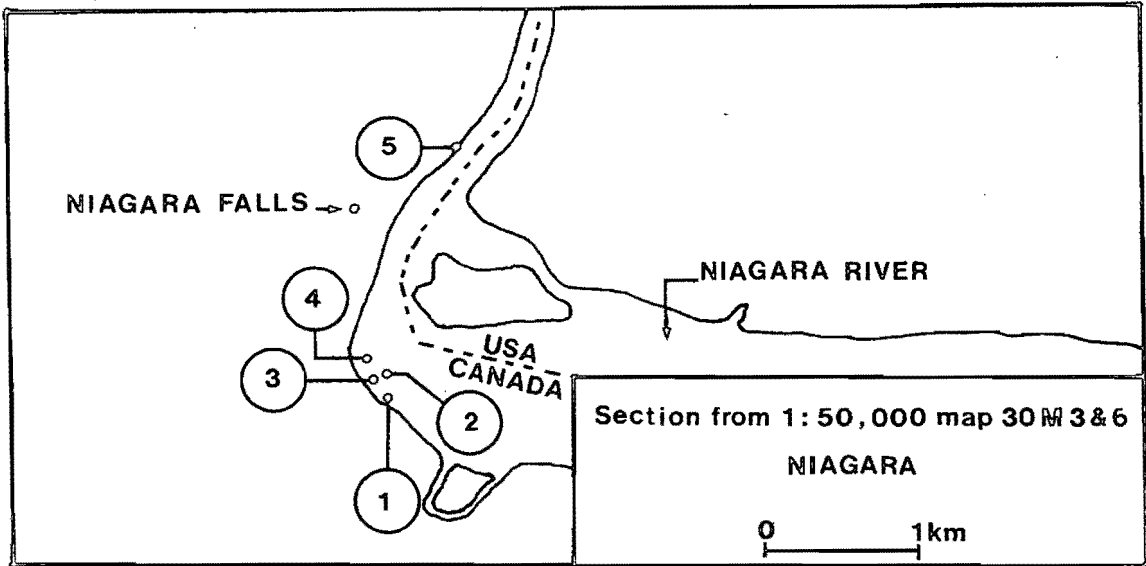 5
NIAGARA FALLS
NIAGARA RIVER
4
USA
CANADA
3
2
1
Section from 1:50,000 map 30M3&6
NIAGARA
0 1km